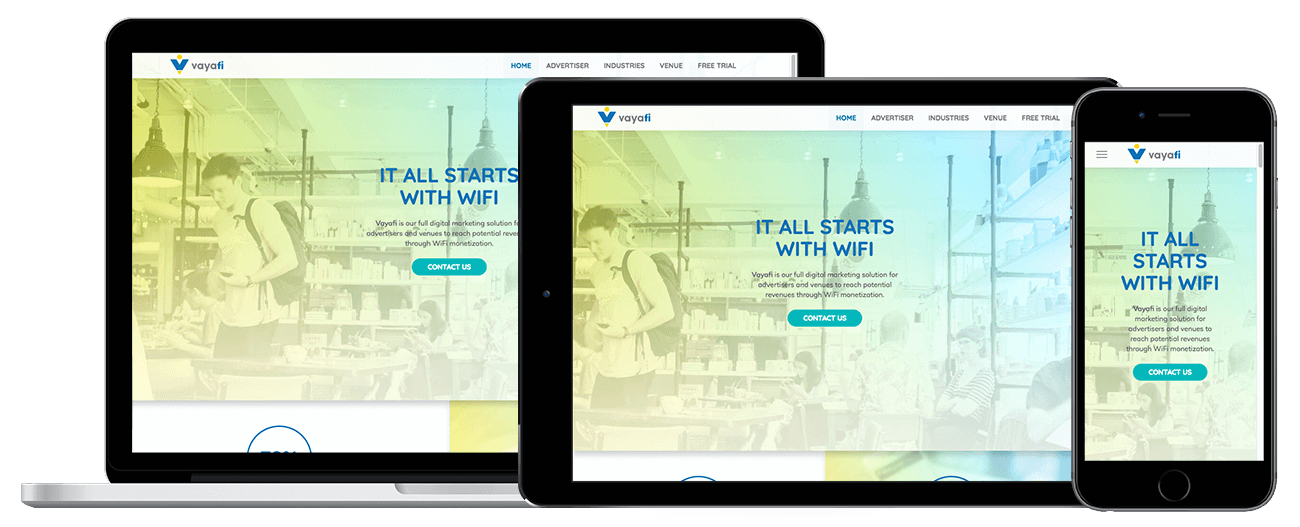 vayafi
HOME ADVERTISER INDUSTRIES VENUE FREE TRIAL
IT ALL STARTS
WITH WIFI
Vayafi is our full digital marketing solution
advertisers and venues to reach potential
through WiFi monetization.
CONTACT US
vayafi
HOME ADVERTISER INDUSTRIES VENUE FREE TRIAL
IT ALL STARTS
WITH WIFI
Vayafi is our full digital marketing solution for
advertisers and venues to reach potential
revenues through WiFi monetization.
CONTACT US
vayafi
IT ALL
STARTS
WITH WIFI
Vayafi is our full digital
marketing solution for
advertisers and venues to
reach potential revenues
through WiFi monetization.
CONTACT US